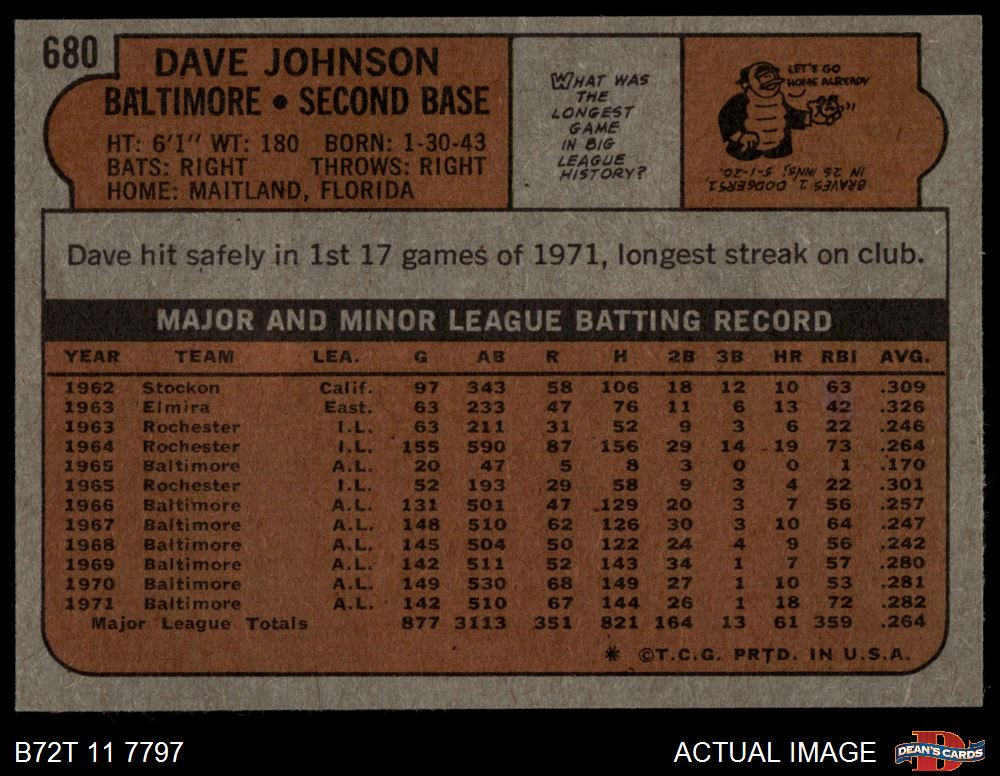 680
DAVE JOHNSON
BALTIMORE • SECOND BASE
HT: 6'1" WT: 180 BORN: 1-30-43
BATS: RIGHT THROWS: RIGHT
HOME: MAITLAND, FLORIDA
WHAT WAS
THE
LONGEST
GAME
IN BIG
LEAGUE
HISTORY?
LET'S GO
HOME ALREADY
BRAVES 1, DODGERS 1,
IN 26 INNS; 5-1-20.
Dave hit safely in 1st 17 games of 1971, longest streak on club.
MAJOR AND MINOR LEAGUE BATTING RECORD
YEAR TEAM LEA. G AB R H 2B 3B HR RBI AVG.
1962 Stockon Calif. 97 343 58 106 18 12 10 63 .309
1963 Elmira East. 63 233 47 76 11 6 13 42 .326
1963 Rochester I.L. 63 211 31 52 9 3 6 22 .246
1964 Rochester I.L. 155 590 87 156 29 14 19 73 .264
1965 Baltimore A.L. 20 47 5 8 3 0 0 1 .170
1965 Rochester I.L. 52 193 29 58 9 3 4 22 .301
1966 Baltimore A.L. 131 501 47 129 20 3 7 56 .257
1967 Baltimore A.L. 148 510 62 126 30 3 10 64 .247
1968 Baltimore A.L. 145 504 50 122 24 4 9 56 .242
1969 Baltimore A.L. 142 511 52 143 34 1 7 57 .280
1970 Baltimore A.L. 149 530 68 149 27 1 10 53 .281
1971 Baltimore A.L. 142 510 67 144 26 1 18 72 .282
Major League Totals 877 3113 351 821 164 13 61 359 .264
* ©T.C.G. PRTD. IN U.S.A.
B72T 11 7797
ACTUAL IMAGE
DEAN'S CARDS